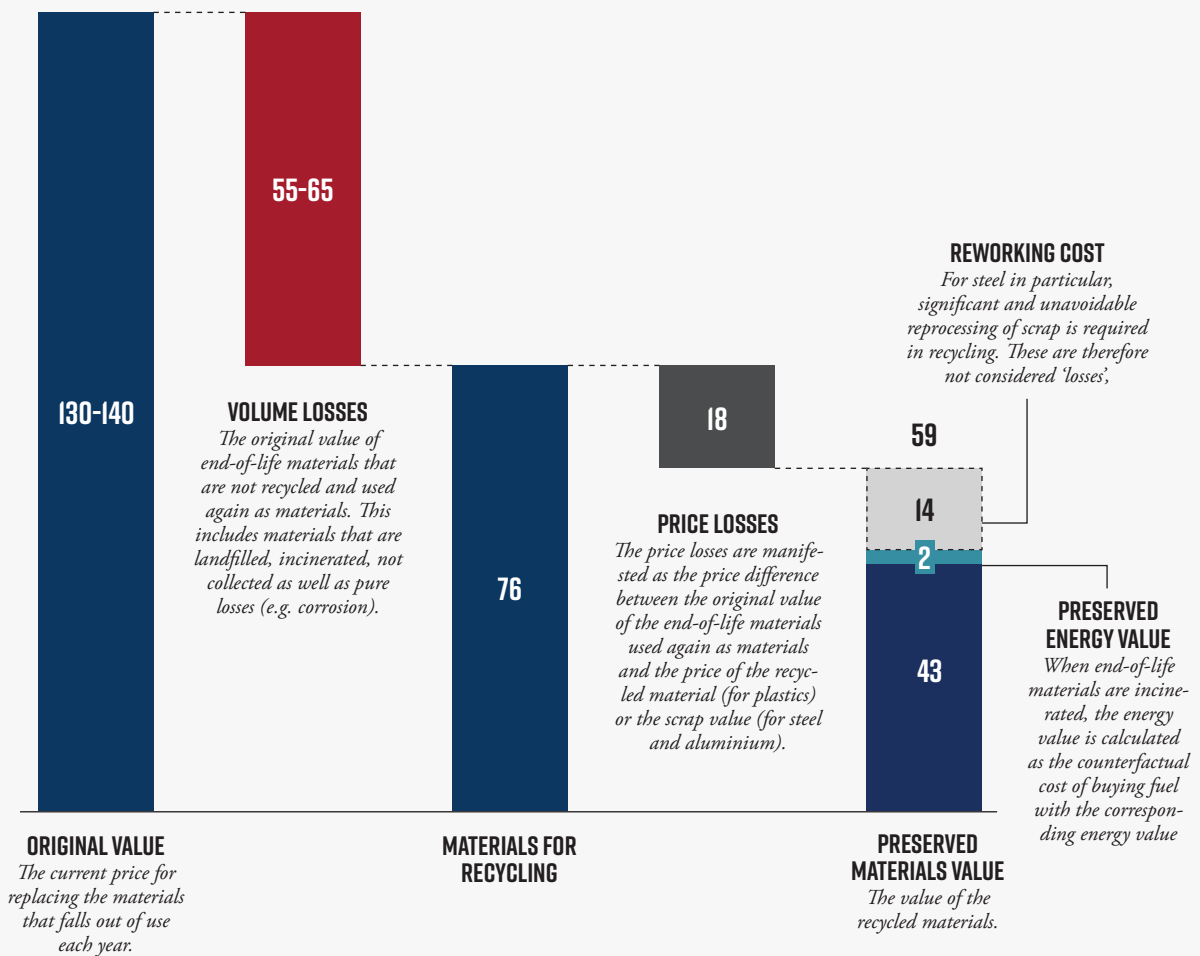 130-140
ORIGINAL VALUE
The current price for
replacing the materials
that falls out of use
each year.
55-65
VOLUME LOSSES
The original value of
end-of-life materials that
are not recycled and used
again as materials. This
includes materials that are
landfilled, incinerated, not
collected as well as pure
losses (e.g. corrosion).
76
MATERIALS FOR
RECYCLING
18
PRICE LOSSES
The price losses are manife-
sted as the price difference
between the original value
of the end-of-life materials
used again as materials
and the price of the recyc-
led material (for plastics)
or the scrap value (for steel
and aluminium).
REWORKING COST
For steel in particular,
significant and unavoidable
reprocessing of scrap is required
in recycling. These are therefore
not considered ‘losses’,
59
14
2
43
PRESERVED
MATERIALS VALUE
The value of the
recycled materials.
PRESERVED
ENERGY VALUE
When end-of-life
materials are incine-
rated, the energy
value is calculated
as the counterfactual
cost of buying fuel
with the correspon-
ding energy value